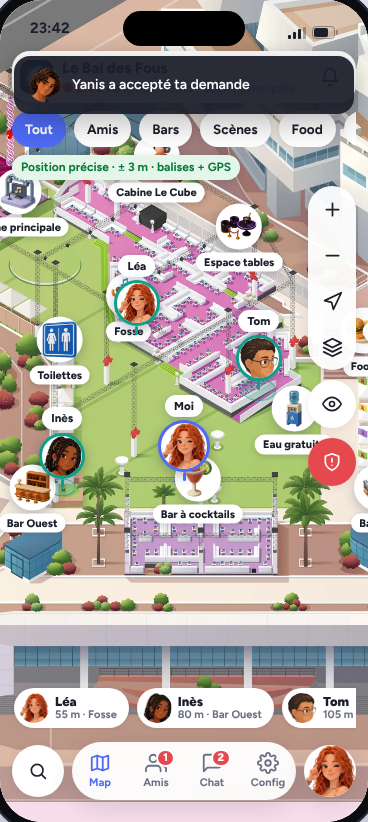 23:42
Le Bal des Fous
Yanis a accepté ta demande
Tout
Amis
Bars
Scènes
Food
Position précise · ± 3 m · balises + GPS
Cabine Le Cube
e principale
Léa
Espace tables
Fosse
Tom
Toilettes
Foo
Moi
Inès
Eau gratuit
Bar à cocktails
Bar Ouest
Ba
Léa
55 m · Fosse
Inès
80 m · Bar Ouest
Tom
105 m
1
2
Map
Amis
Chat
Config